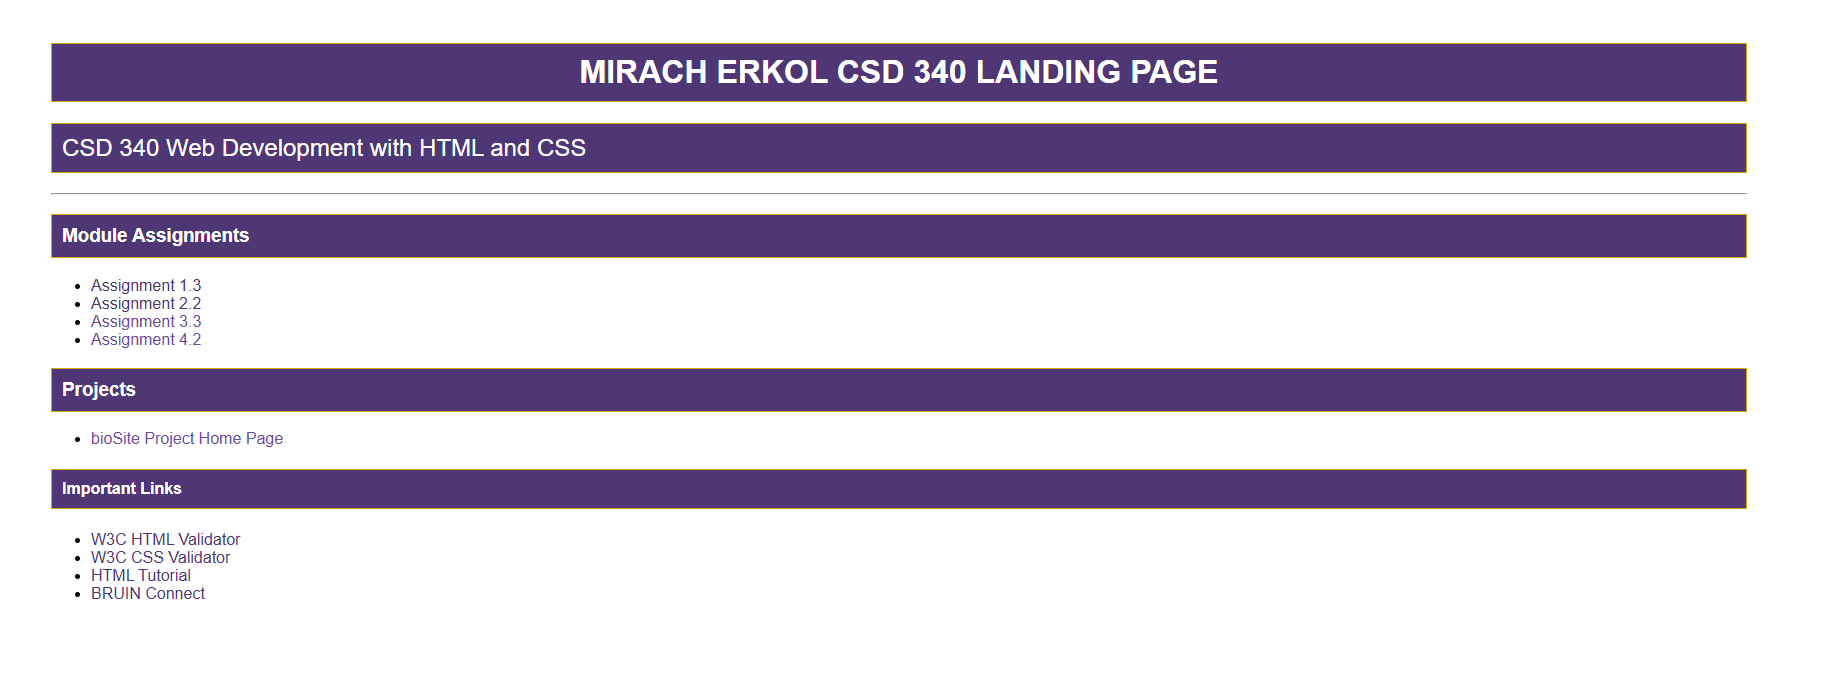 MIRACH ERKOL CSD 340 LANDING PAGE
CSD 340 Web Development with HTML and CSS
Module Assignments
Assignment 1.3
Assignment 2.2
Assignment 3.3
Assignment 4.2
Projects
bioSite Project Home Page
Important Links
W3C HTML Validator
W3C CSS Validator
HTML Tutorial
BRUIN Connect